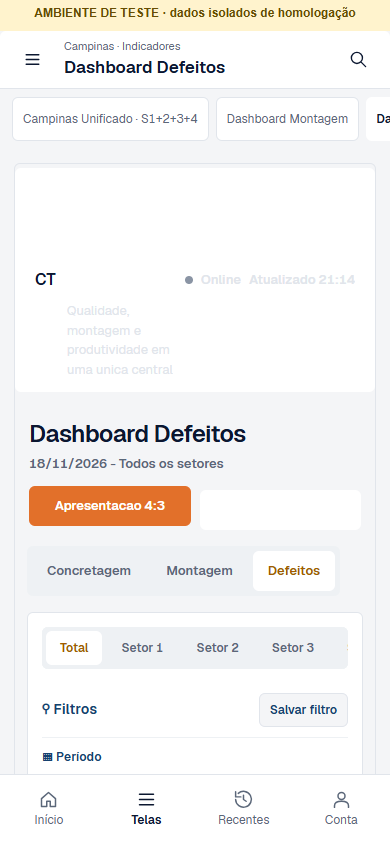 AMBIENTE DE TESTE · dados isolados de homologação
Campinas · Indicadores
Dashboard Defeitos
Campinas Unificado · S1+2+3+4
Dashboard Montagem
CT
Online Atualizado 21:14
Qualidade,
montagem e
produtividade em
uma unica central
Dashboard Defeitos
18/11/2026 - Todos os setores
Apresentacao 4:3
Concretagem
Montagem
Defeitos
Total
Setor 1
Setor 2
Setor 3
Filtros
Salvar filtro
Período
Início
Telas
Recentes
Conta